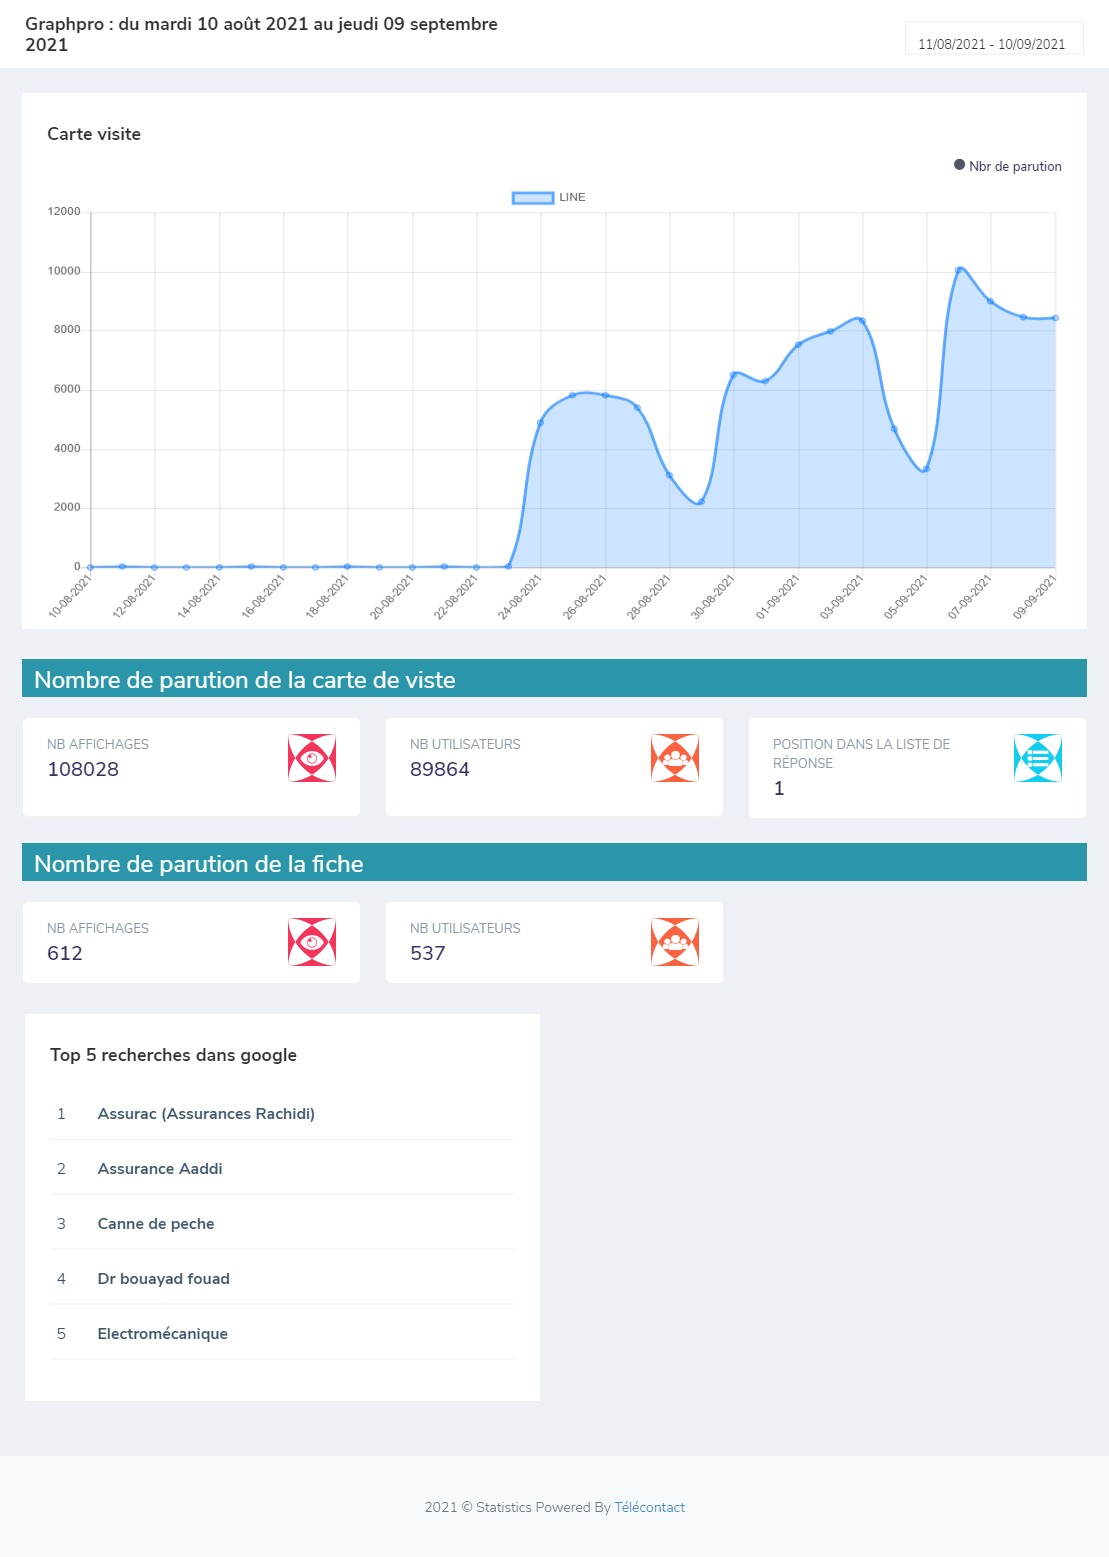 Graphpro : du mardi 10 août 2021 au jeudi 09 septembre
2021
11/08/2021 - 10/09/2021
Carte visite
Nbr de parution
LINE
12000
10000
8000
6000
4000
2000
0
10-08-2021
12-08-2021
14-08-2021
16-08-2021
18-08-2021
20-08-2021
22-08-2021
24-08-2021
26-08-2021
28-08-2021
30-08-2021
01-09-2021
03-09-2021
05-09-2021
07-09-2021
09-09-2021
Nombre de parution de la carte de viste
NB AFFICHAGES
108028
NB UTILISATEURS
89864
POSITION DANS LA LISTE DE
RÉPONSE
1
Nombre de parution de la fiche
NB AFFICHAGES
612
NB UTILISATEURS
537
Top 5 recherches dans google
1 Assurac (Assurances Rachidi)
2 Assurance Aaddi
3 Canne de peche
4 Dr bouayad fouad
5 Electromécanique
2021 © Statistics Powered By Télécontact